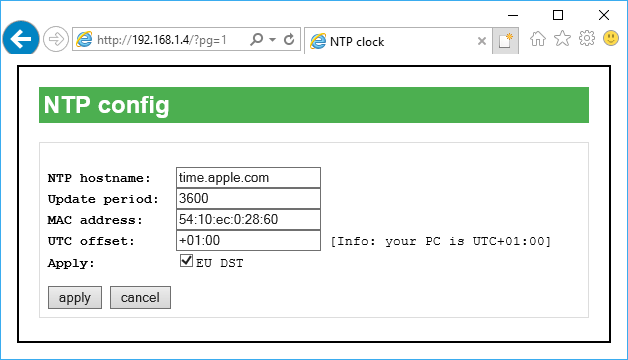 http://192.168.1.4/?pg=1
NTP clock
NTP config
NTP hostname: time.apple.com
Update period: 3600
MAC address: 54:10:ec:0:28:60
UTC offset: +01:00 [Info: your PC is UTC+01:00]
Apply: EU DST
apply cancel